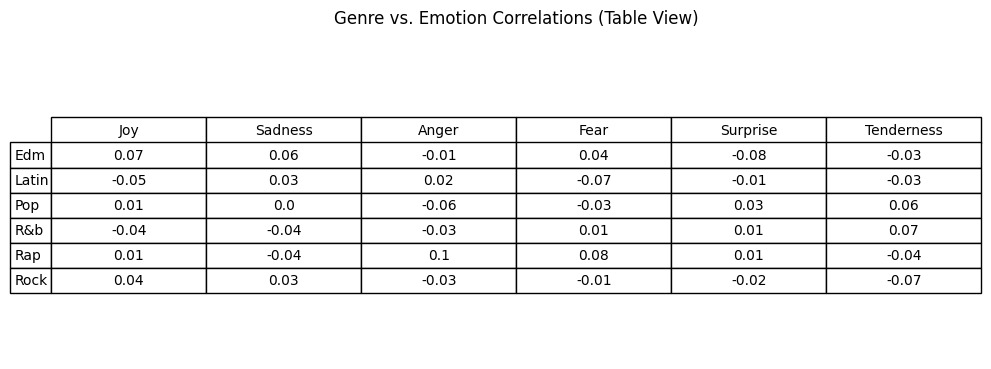 Genre vs. Emotion Correlations (Table View)
Joy Sadness Anger Fear Surprise Tenderness
Edm 0.07 0.06 -0.01 0.04 -0.08 -0.03
Latin -0.05 0.03 0.02 -0.07 -0.01 -0.03
Pop 0.01 0.0 -0.06 -0.03 0.03 0.06
R&b -0.04 -0.04 -0.03 0.01 0.01 0.07
Rap 0.01 -0.04 0.1 0.08 0.01 -0.04
Rock 0.04 0.03 -0.03 -0.01 -0.02 -0.07